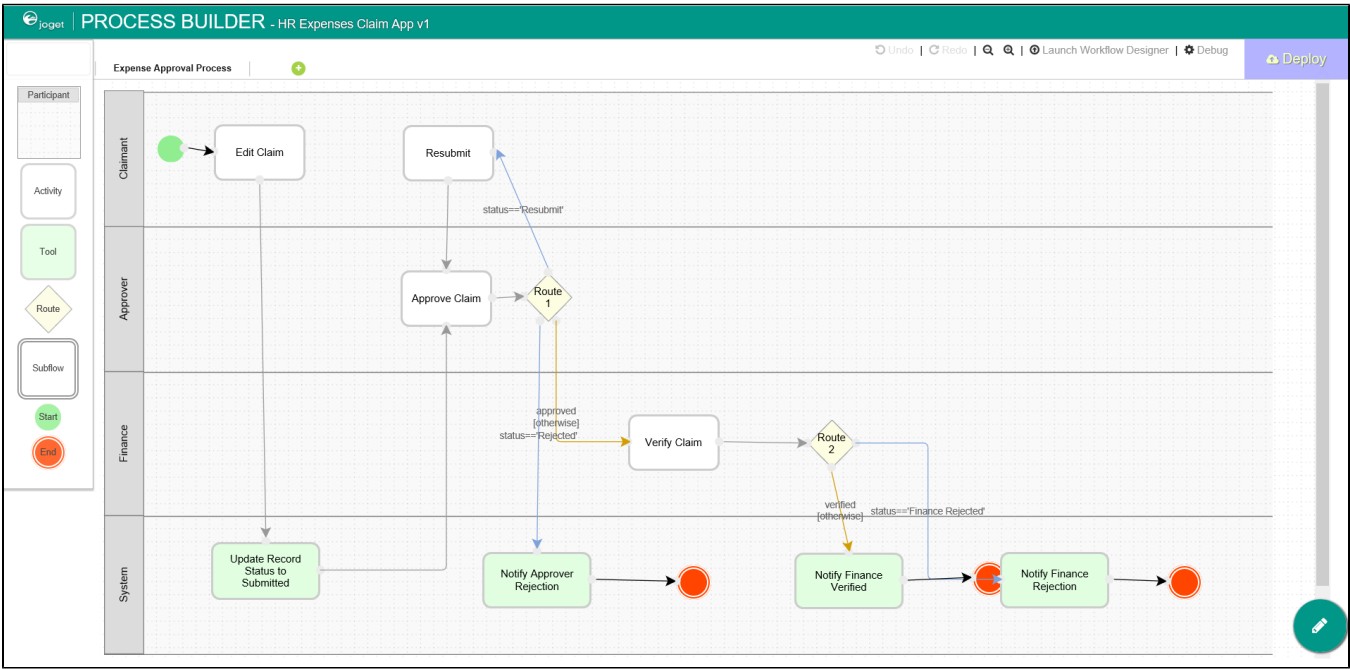 joget PROCESS BUILDER - HR Expenses Claim App v1
Undo | Redo | | Launch Workflow Designer | Debug
Deploy
Expense Approval Process
Participant
Activity
Tool
Route
Subflow
Start
End
Claimant
Edit Claim
Resubmit
status=='Resubmit'
Approver
Approve Claim
Route
1
Finance
approved
[otherwise]
status=='Rejected'
Verify Claim
Route
2
verified
[otherwise]
status=='Finance Rejected'
System
Update Record
Status to
Submitted
Notify Approver
Rejection
Notify Finance
Verified
Notify Finance
Rejection